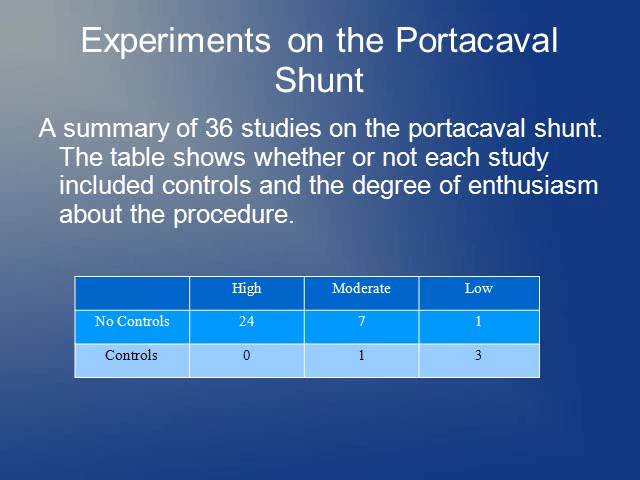 Experiments on the Portacaval
Shunt
A summary of 36 studies on the portacaval shunt.
The table shows whether or not each study
included controls and the degree of enthusiasm
about the procedure.
High Moderate Low
No Controls 24 7 1
Controls 0 1 3